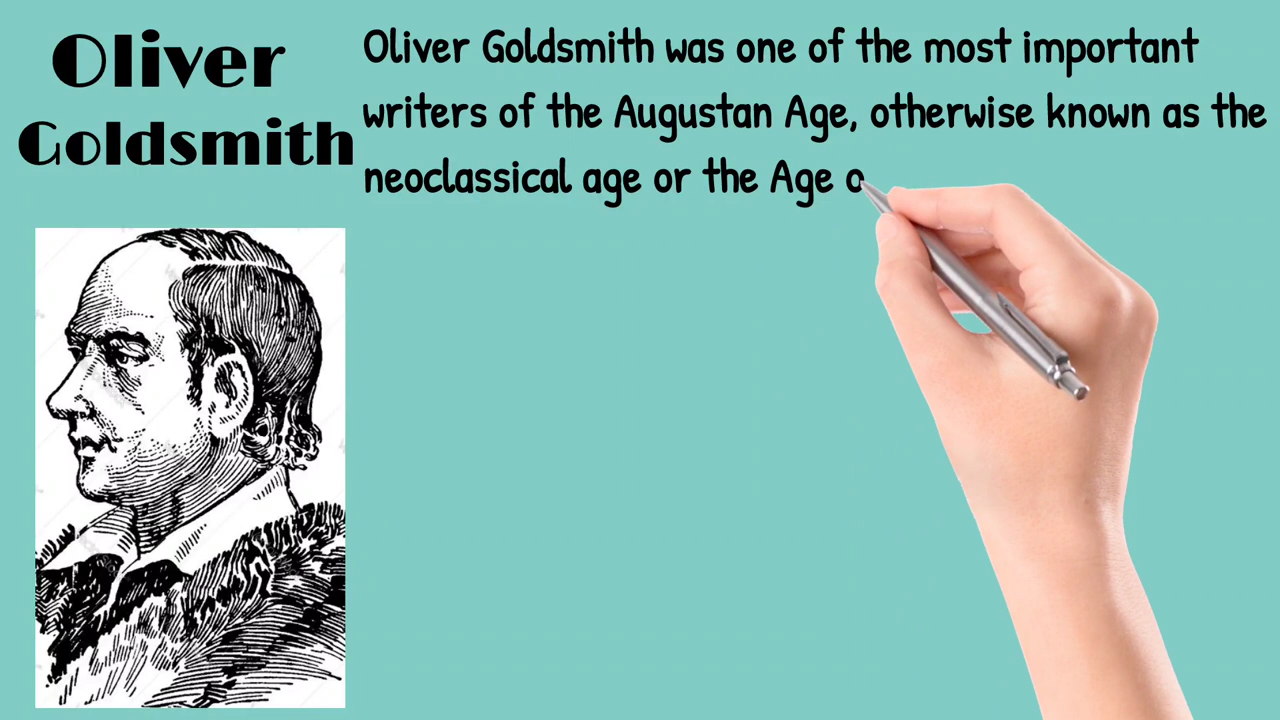 Oliver
Goldsmith
Oliver Goldsmith was one of the most important
writers of the Augustan Age, otherwise known as the
neoclassical age or the Age o